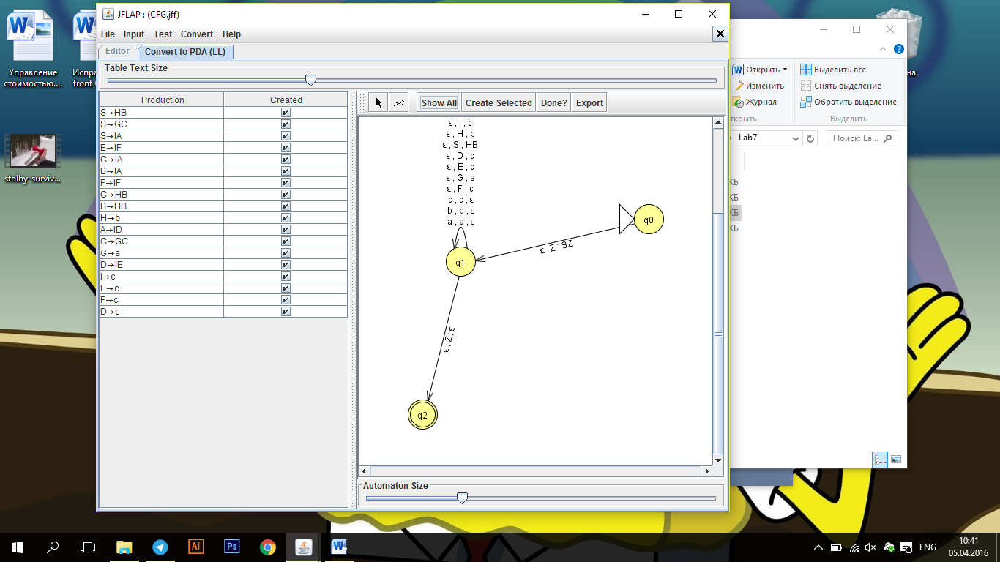 JFLAP : (CFG.jff)
File Input Test Convert Help
Editor Convert to PDA (LL)
Table Text Size
Production Created
S→HB
S→GC
S→IA
E→IF
C→IA
B→IA
F→IF
C→HB
B→HB
H→b
A→ID
C→GC
G→a
D→IE
I→c
E→c
F→c
D→c
Show All Create Selected Done? Export
ε , I ; c
ε , H ; b
ε , S ; HB
ε , D ; c
ε , E ; c
ε , G ; a
ε , F ; c
c , c ; ε
b , b ; ε
a , a ; ε
q0
ε , Z ; SZ
q1
ε , Z ; ε
q2
Automaton Size
Управление
стоимостью....
Испра
front
stolby-surviv...
на
Открыть
Изменить
Журнал
крыть
Выделить все
Снять выделение
Обратить выделение
Выделить
Lab7
Поиск: La...
КБ
КБ
КБ
КБ
ENG
10:41
05.04.2016